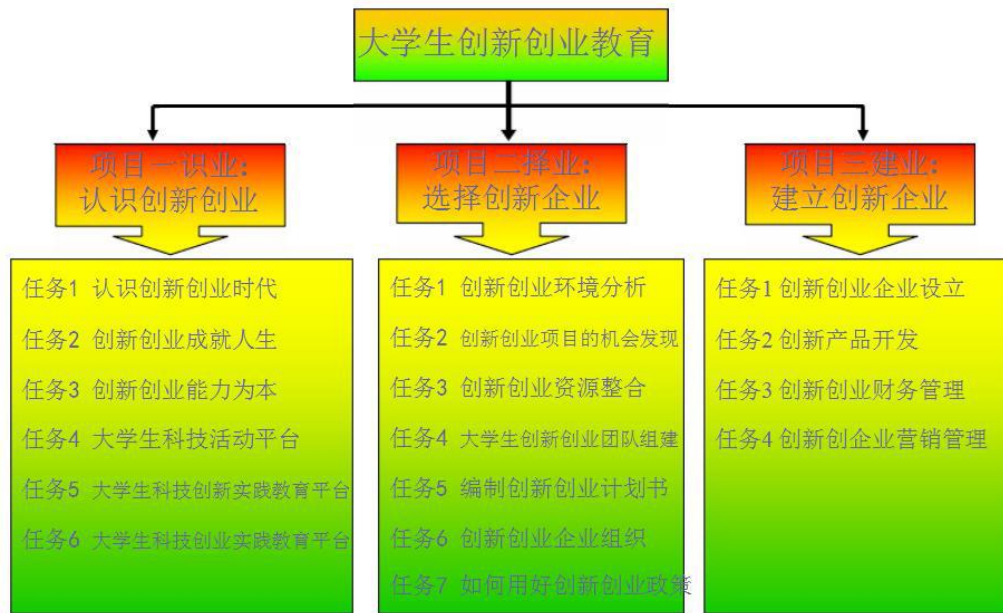 大学生创新创业教育
项目一识业：
认识创新创业
项目二择业：
选择创新企业
项目三建业：
建立创新企业
任务1 认识创新创业时代
任务2 创新创业成就人生
任务3 创新创业能力为本
任务4 大学生科技活动平台
任务5 大学生科技创新实践教育平台
任务6 大学生科技创业实践教育平台
任务1 创新创业环境分析
任务2 创新创业项目的机会发现
任务3 创新创业资源整合
任务4 大学生创新创业团队组建
任务5 编制创新创业计划书
任务6 创新创业企业组织
任务7 如何用好创新创业政策
任务1 创新创业企业设立
任务2 创新产品开发
任务3 创新创业财务管理
任务4 创新创企业营销管理